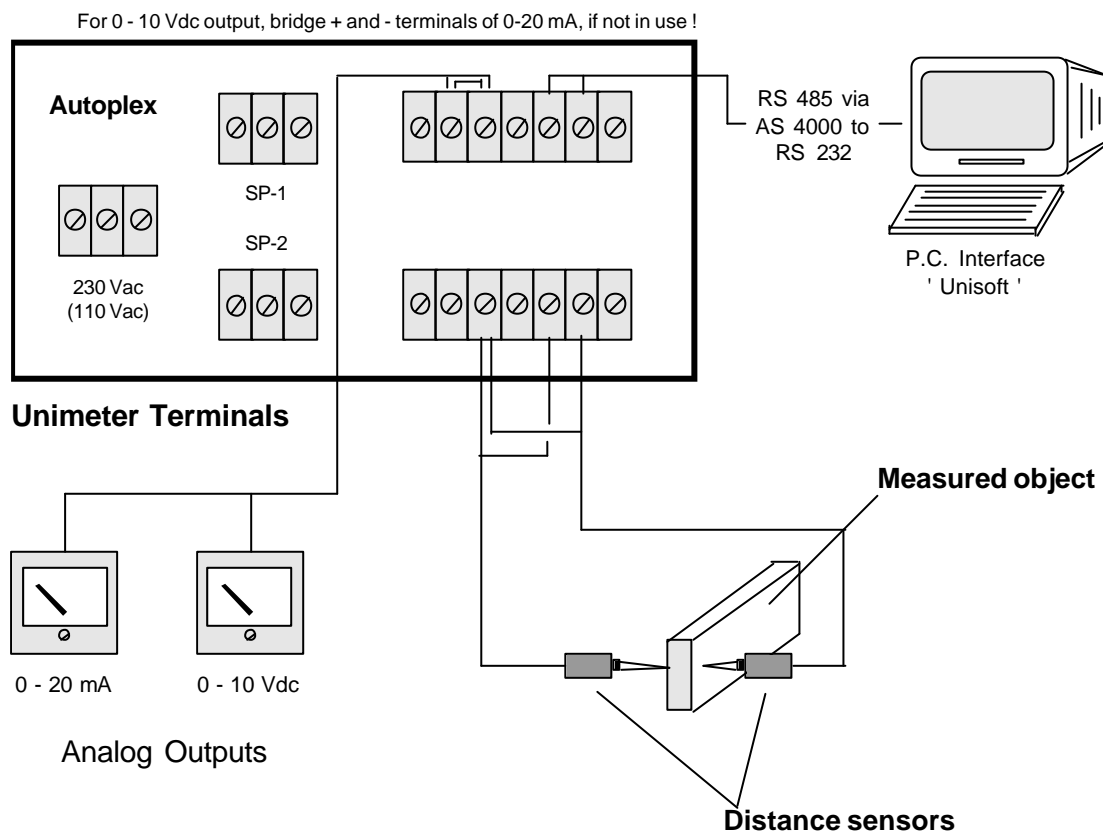 For 0 - 10 Vdc output, bridge + and - terminals of 0-20 mA, if not in use !
Autoplex
SP-1
SP-2
230 Vac
(110 Vac)
RS 485 via
AS 4000 to
RS 232
P.C. Interface
' Unisoft '
Unimeter Terminals
Measured object
0 - 20 mA
0 - 10 Vdc
Analog Outputs
Distance sensors